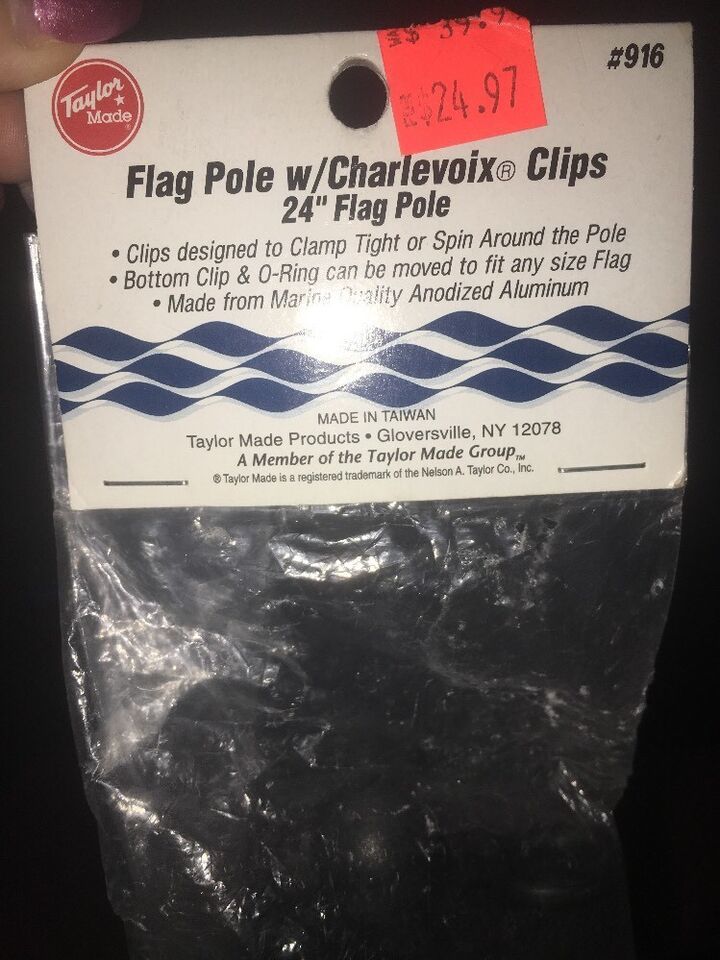 $ 39.9
$24.97
#916
Taylor
Made
Flag Pole w/Charlevoix® Clips
24" Flag Pole
• Clips designed to Clamp Tight or Spin Around the Pole
• Bottom Clip & O-Ring can be moved to fit any size Flag
• Made from Marine Quality Anodized Aluminum
MADE IN TAIWAN
Taylor Made Products • Gloversville, NY 12078
A Member of the Taylor Made Group™
® Taylor Made is a registered trademark of the Nelson A. Taylor Co., Inc.